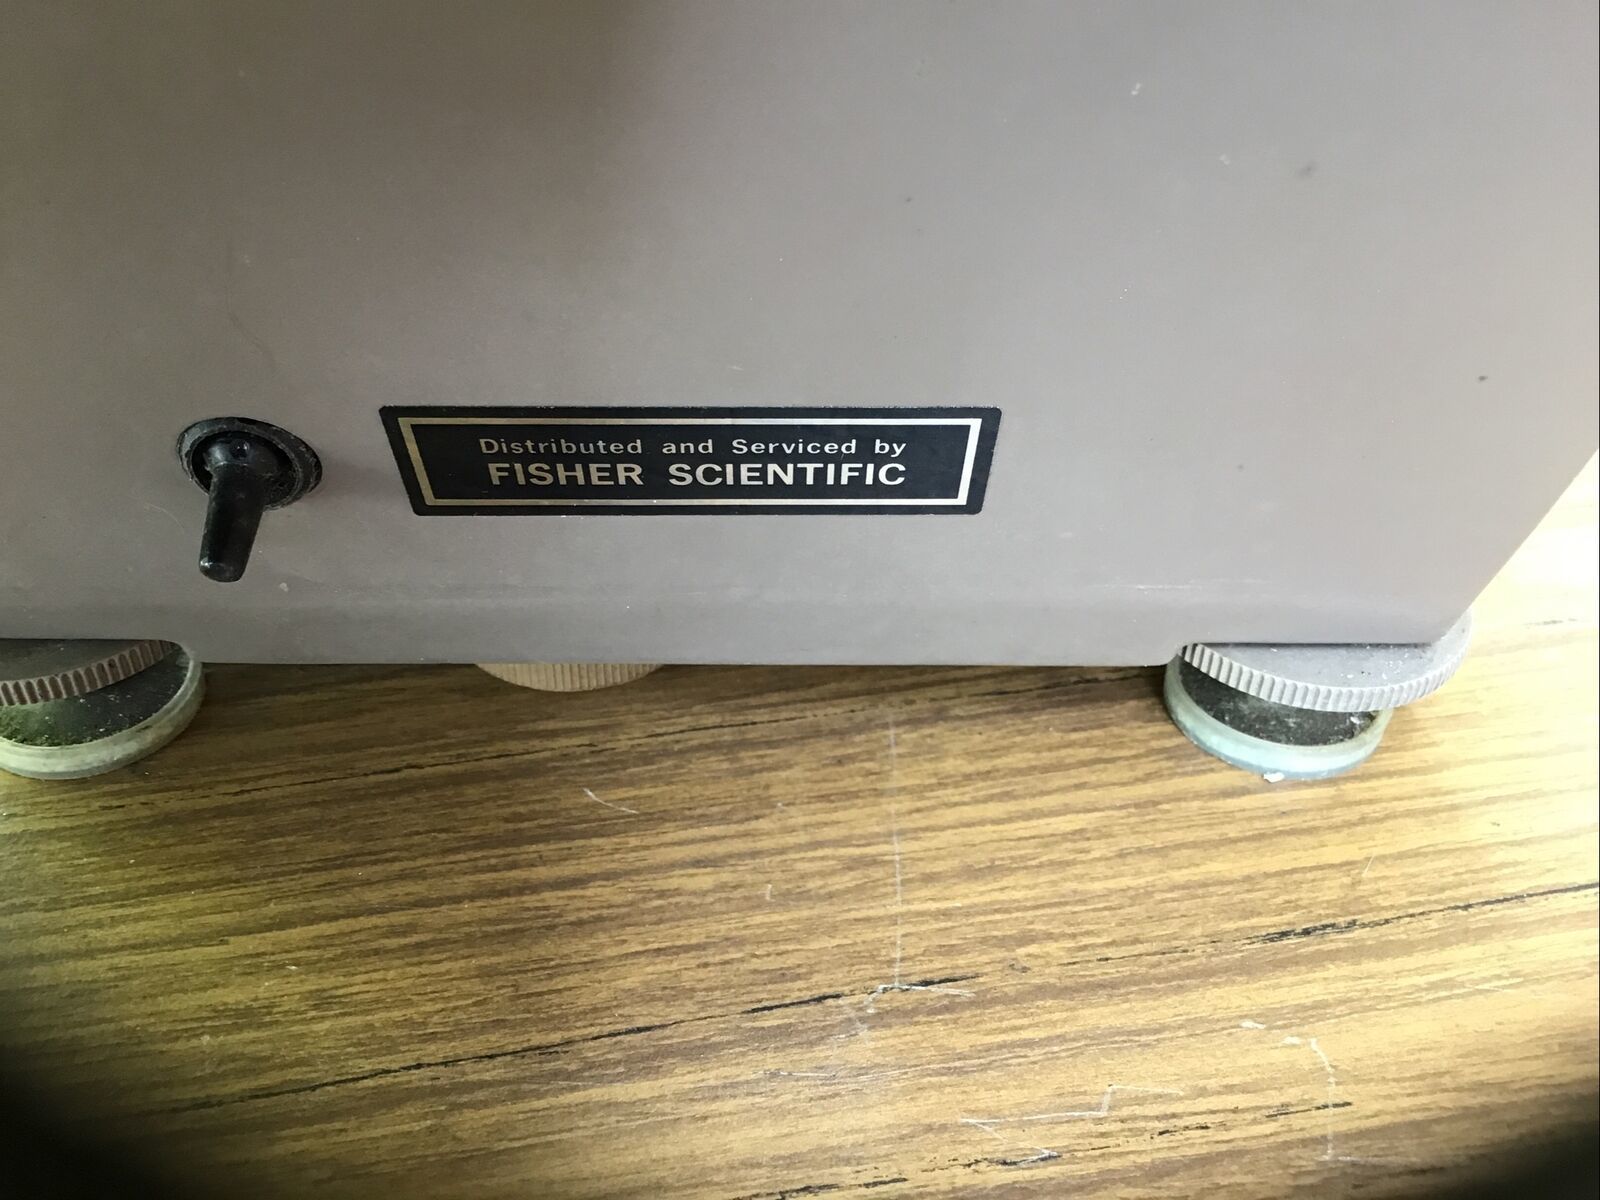 Distributed and Serviced by
FISHER SCIENTIFIC